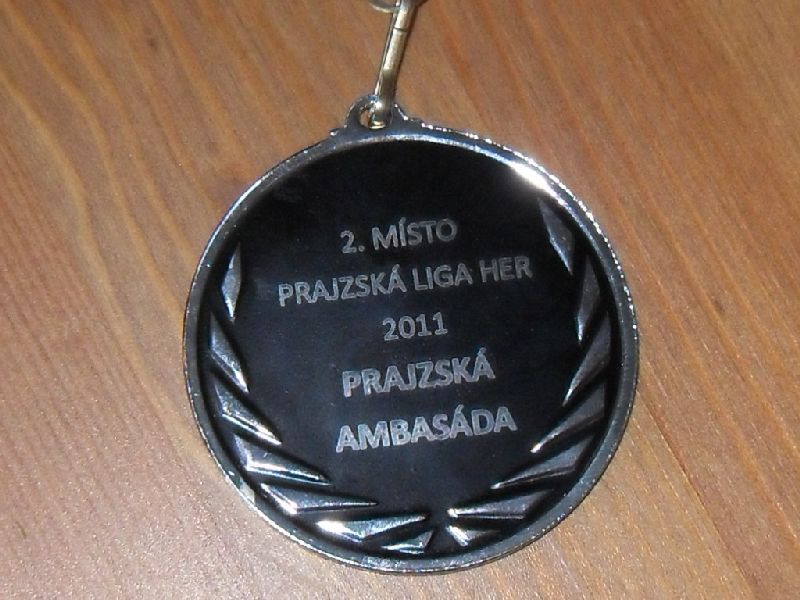 2. MÍSTO
PRAJZSKÁ LIGA HER
2011
PRAJZSKÁ
AMBASÁDA